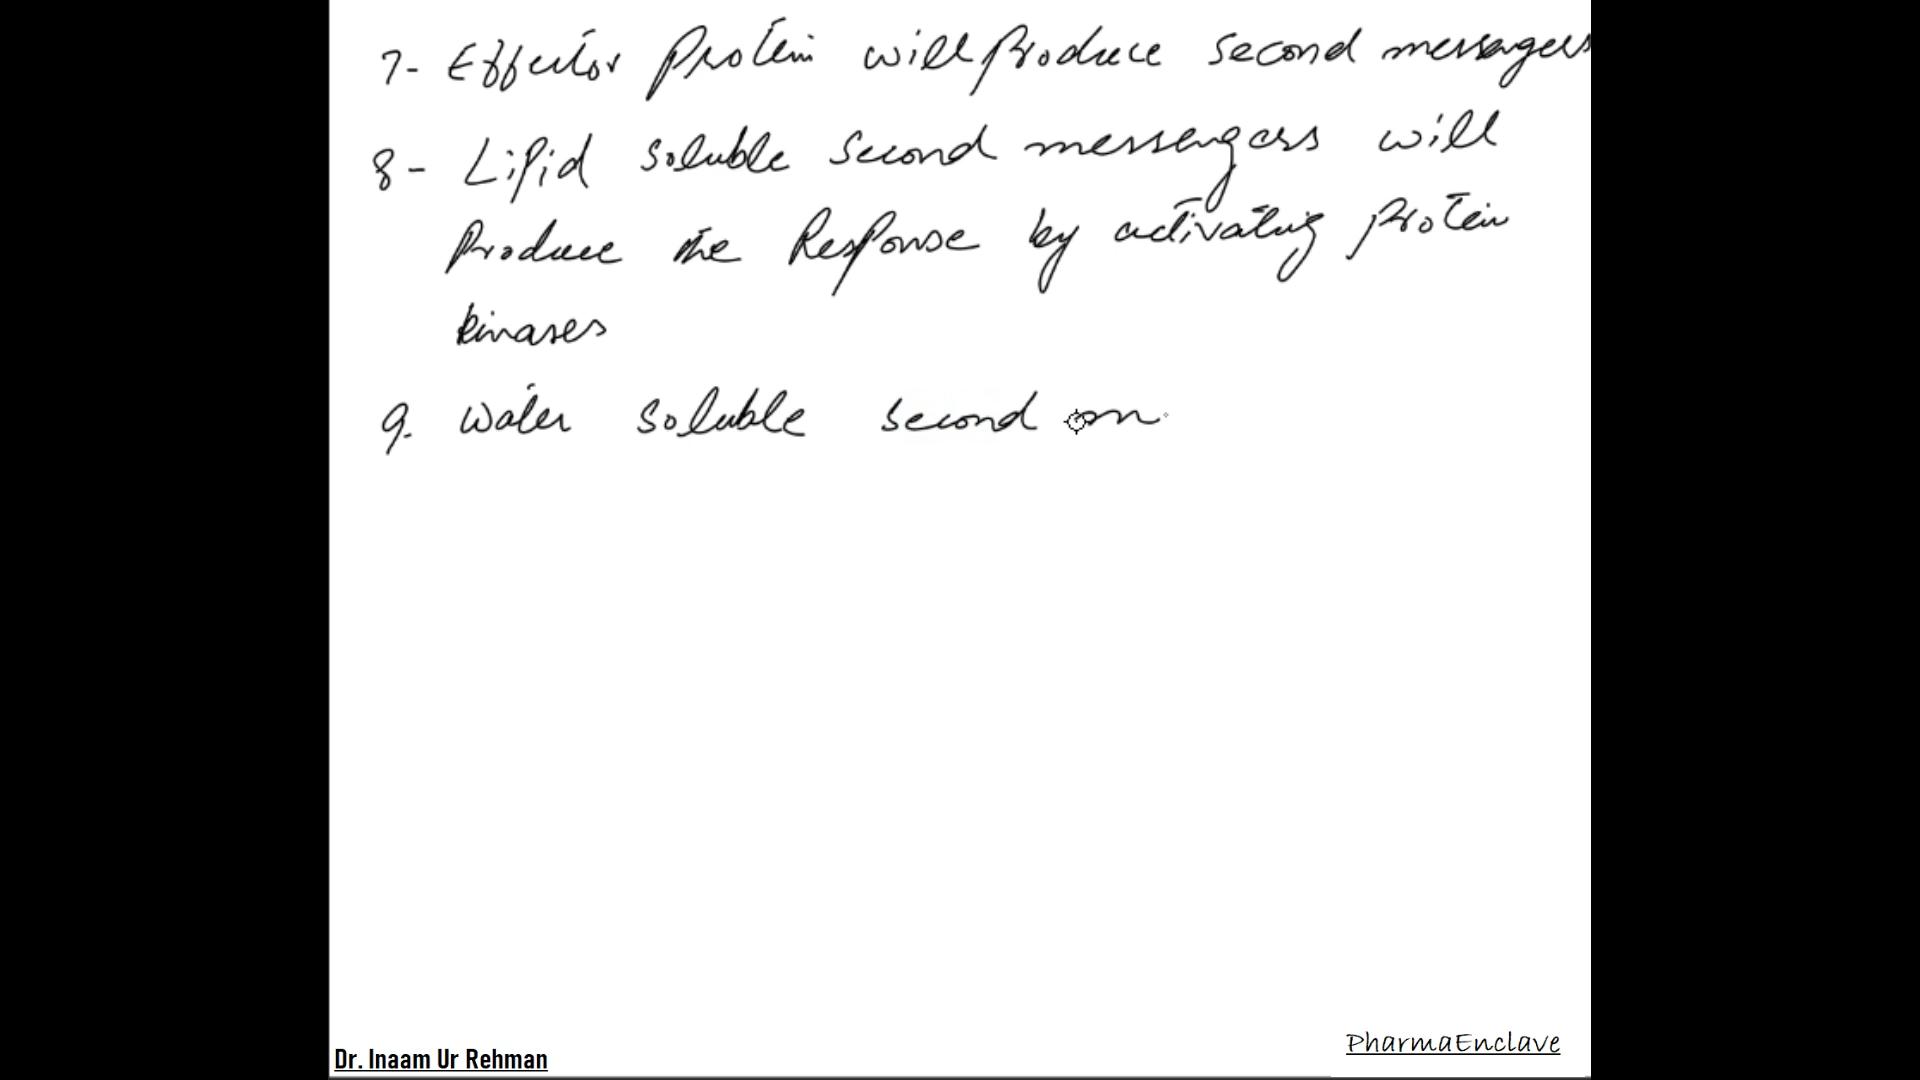 7- Effector Protein will produce second messengers
8- Lipid soluble second messengers will
Produce the Response by activating protein
kinases
9. Water soluble second m
Dr. Inaam Ur Rehman
PharmaEnclave